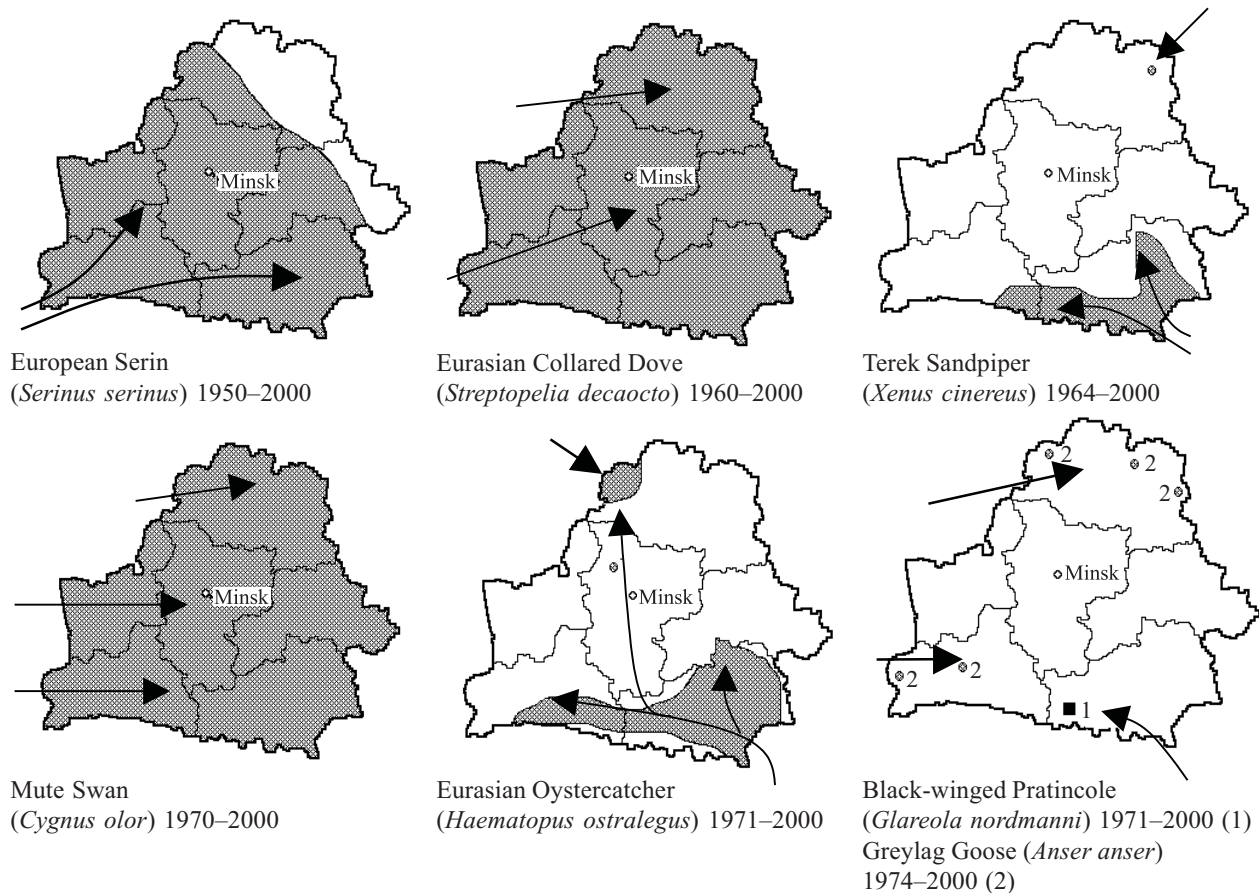 Minsk
Minsk
Minsk
European Serin
(Serinus serinus) 1950–2000
Eurasian Collared Dove
(Streptopelia decaocto) 1960–2000
Terek Sandpiper
(Xenus cinereus) 1964–2000
Minsk
Minsk
2
2
2
Minsk
2
2
1
Mute Swan
(Cygnus olor) 1970–2000
Eurasian Oystercatcher
(Haematopus ostralegus) 1971–2000
Black-winged Pratincole
(Glareola nordmanni) 1971–2000 (1)
Greylag Goose (Anser anser)
1974–2000 (2)